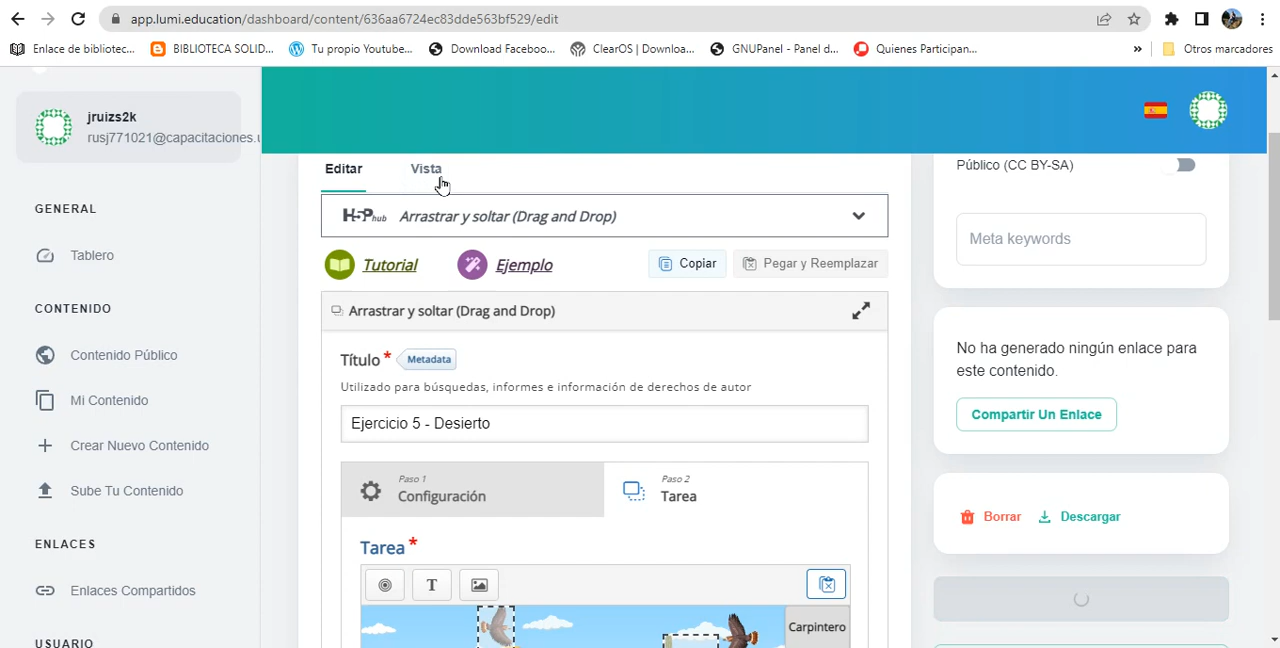 app.lumi.education/dashboard/content/636aa6724ec83dde563bf529/edit
Enlace de bibliotec...
BIBLIOTECA SOLID...
Tu propio Youtube...
Download Faceboo...
ClearOS | Downloa...
GNUPanel - Panel d...
Quienes Participan...
»
Otros marcadores
jruizs2k
rusj771021@capacitaciones.u
GENERAL
Tablero
CONTENIDO
Contenido Público
Mi Contenido
Crear Nuevo Contenido
Sube Tu Contenido
ENLACES
Enlaces Compartidos
USUARIO
Editar
Vista
H5P hub Arrastrar y soltar (Drag and Drop)
Tutorial
Ejemplo
Copiar
Pegar y Reemplazar
Arrastrar y soltar (Drag and Drop)
Título *
Metadata
Utilizado para búsquedas, informes e información de derechos de autor
Ejercicio 5 - Desierto
Paso 1
Configuración
Paso 2
Tarea
Tarea *
T
Carpintero
Público (CC BY-SA)
Meta keywords
No ha generado ningún enlace para
este contenido.
Compartir Un Enlace
Borrar
Descargar